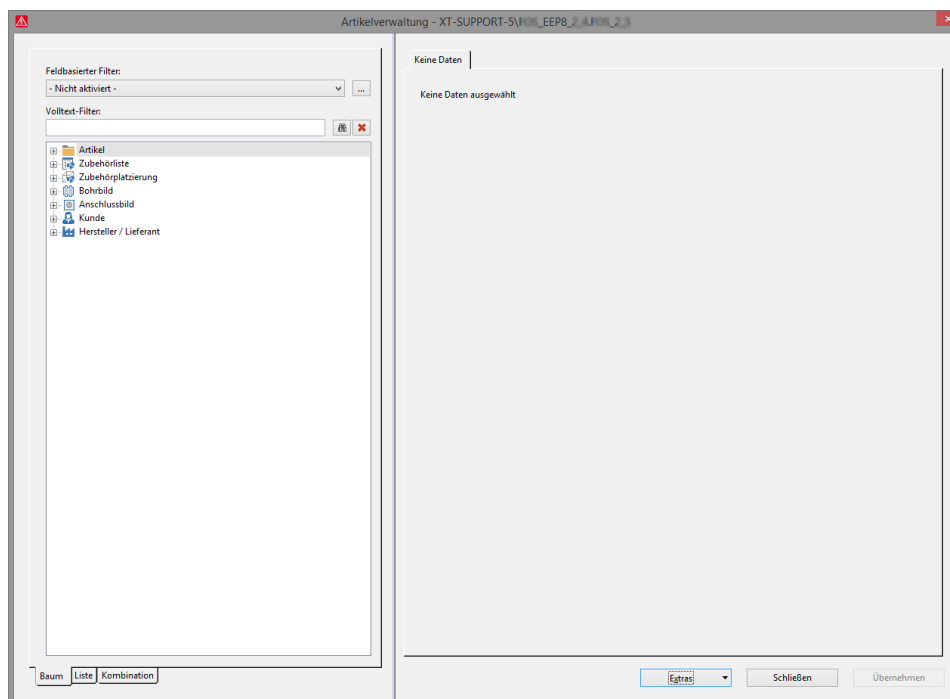 Artikelverwaltung - XT-SUPPORT-5\ _EEP8_
Feldbasierter Filter:
- Nicht aktiviert -
...
Volltext-Filter:
Artikel
Zubehörliste
Zubehörplatzierung
Bohrbild
Anschlussbild
Kunde
Hersteller / Lieferant
Baum Liste Kombination
Keine Daten
Keine Daten ausgewählt
Extras Schließen Übernehmen